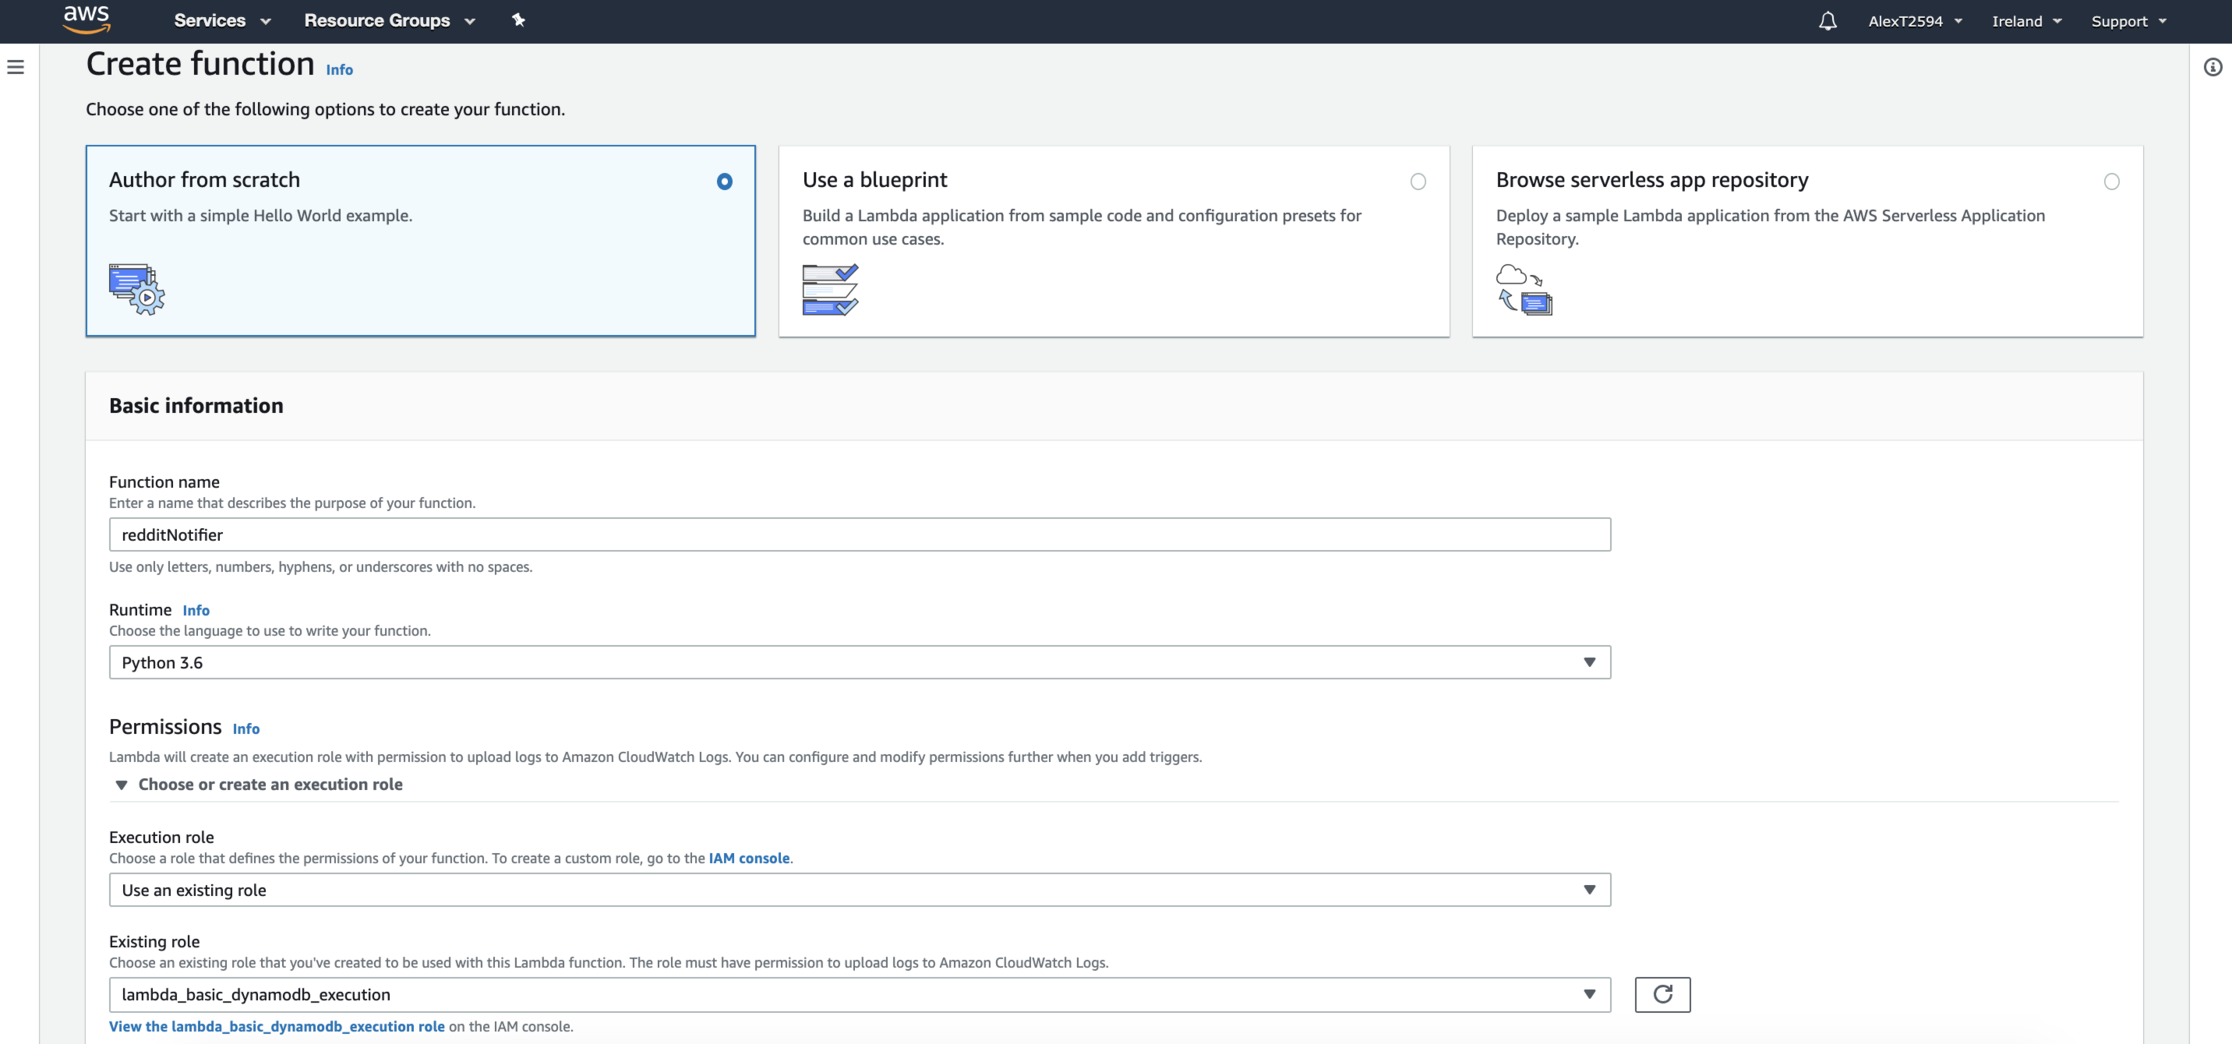 aws Services Resource Groups AlexT2594 Ireland Support
Create function Info
Choose one of the following options to create your function.
Author from scratch
Start with a simple Hello World example.
Use a blueprint
Build a Lambda application from sample code and configuration presets for
common use cases.
Browse serverless app repository
Deploy a sample Lambda application from the AWS Serverless Application
Repository.
Basic information
Function name
Enter a name that describes the purpose of your function.
redditNotifier
Use only letters, numbers, hyphens, or underscores with no spaces.
Runtime Info
Choose the language to use to write your function.
Python 3.6
Permissions Info
Lambda will create an execution role with permission to upload logs to Amazon CloudWatch Logs. You can configure and modify permissions further when you add triggers.
Choose or create an execution role
Execution role
Choose a role that defines the permissions of your function. To create a custom role, go to the IAM console.
Use an existing role
Existing role
Choose an existing role that you've created to be used with this Lambda function. The role must have permission to upload logs to Amazon CloudWatch Logs.
lambda_basic_dynamodb_execution
View the lambda_basic_dynamodb_execution role on the IAM console.